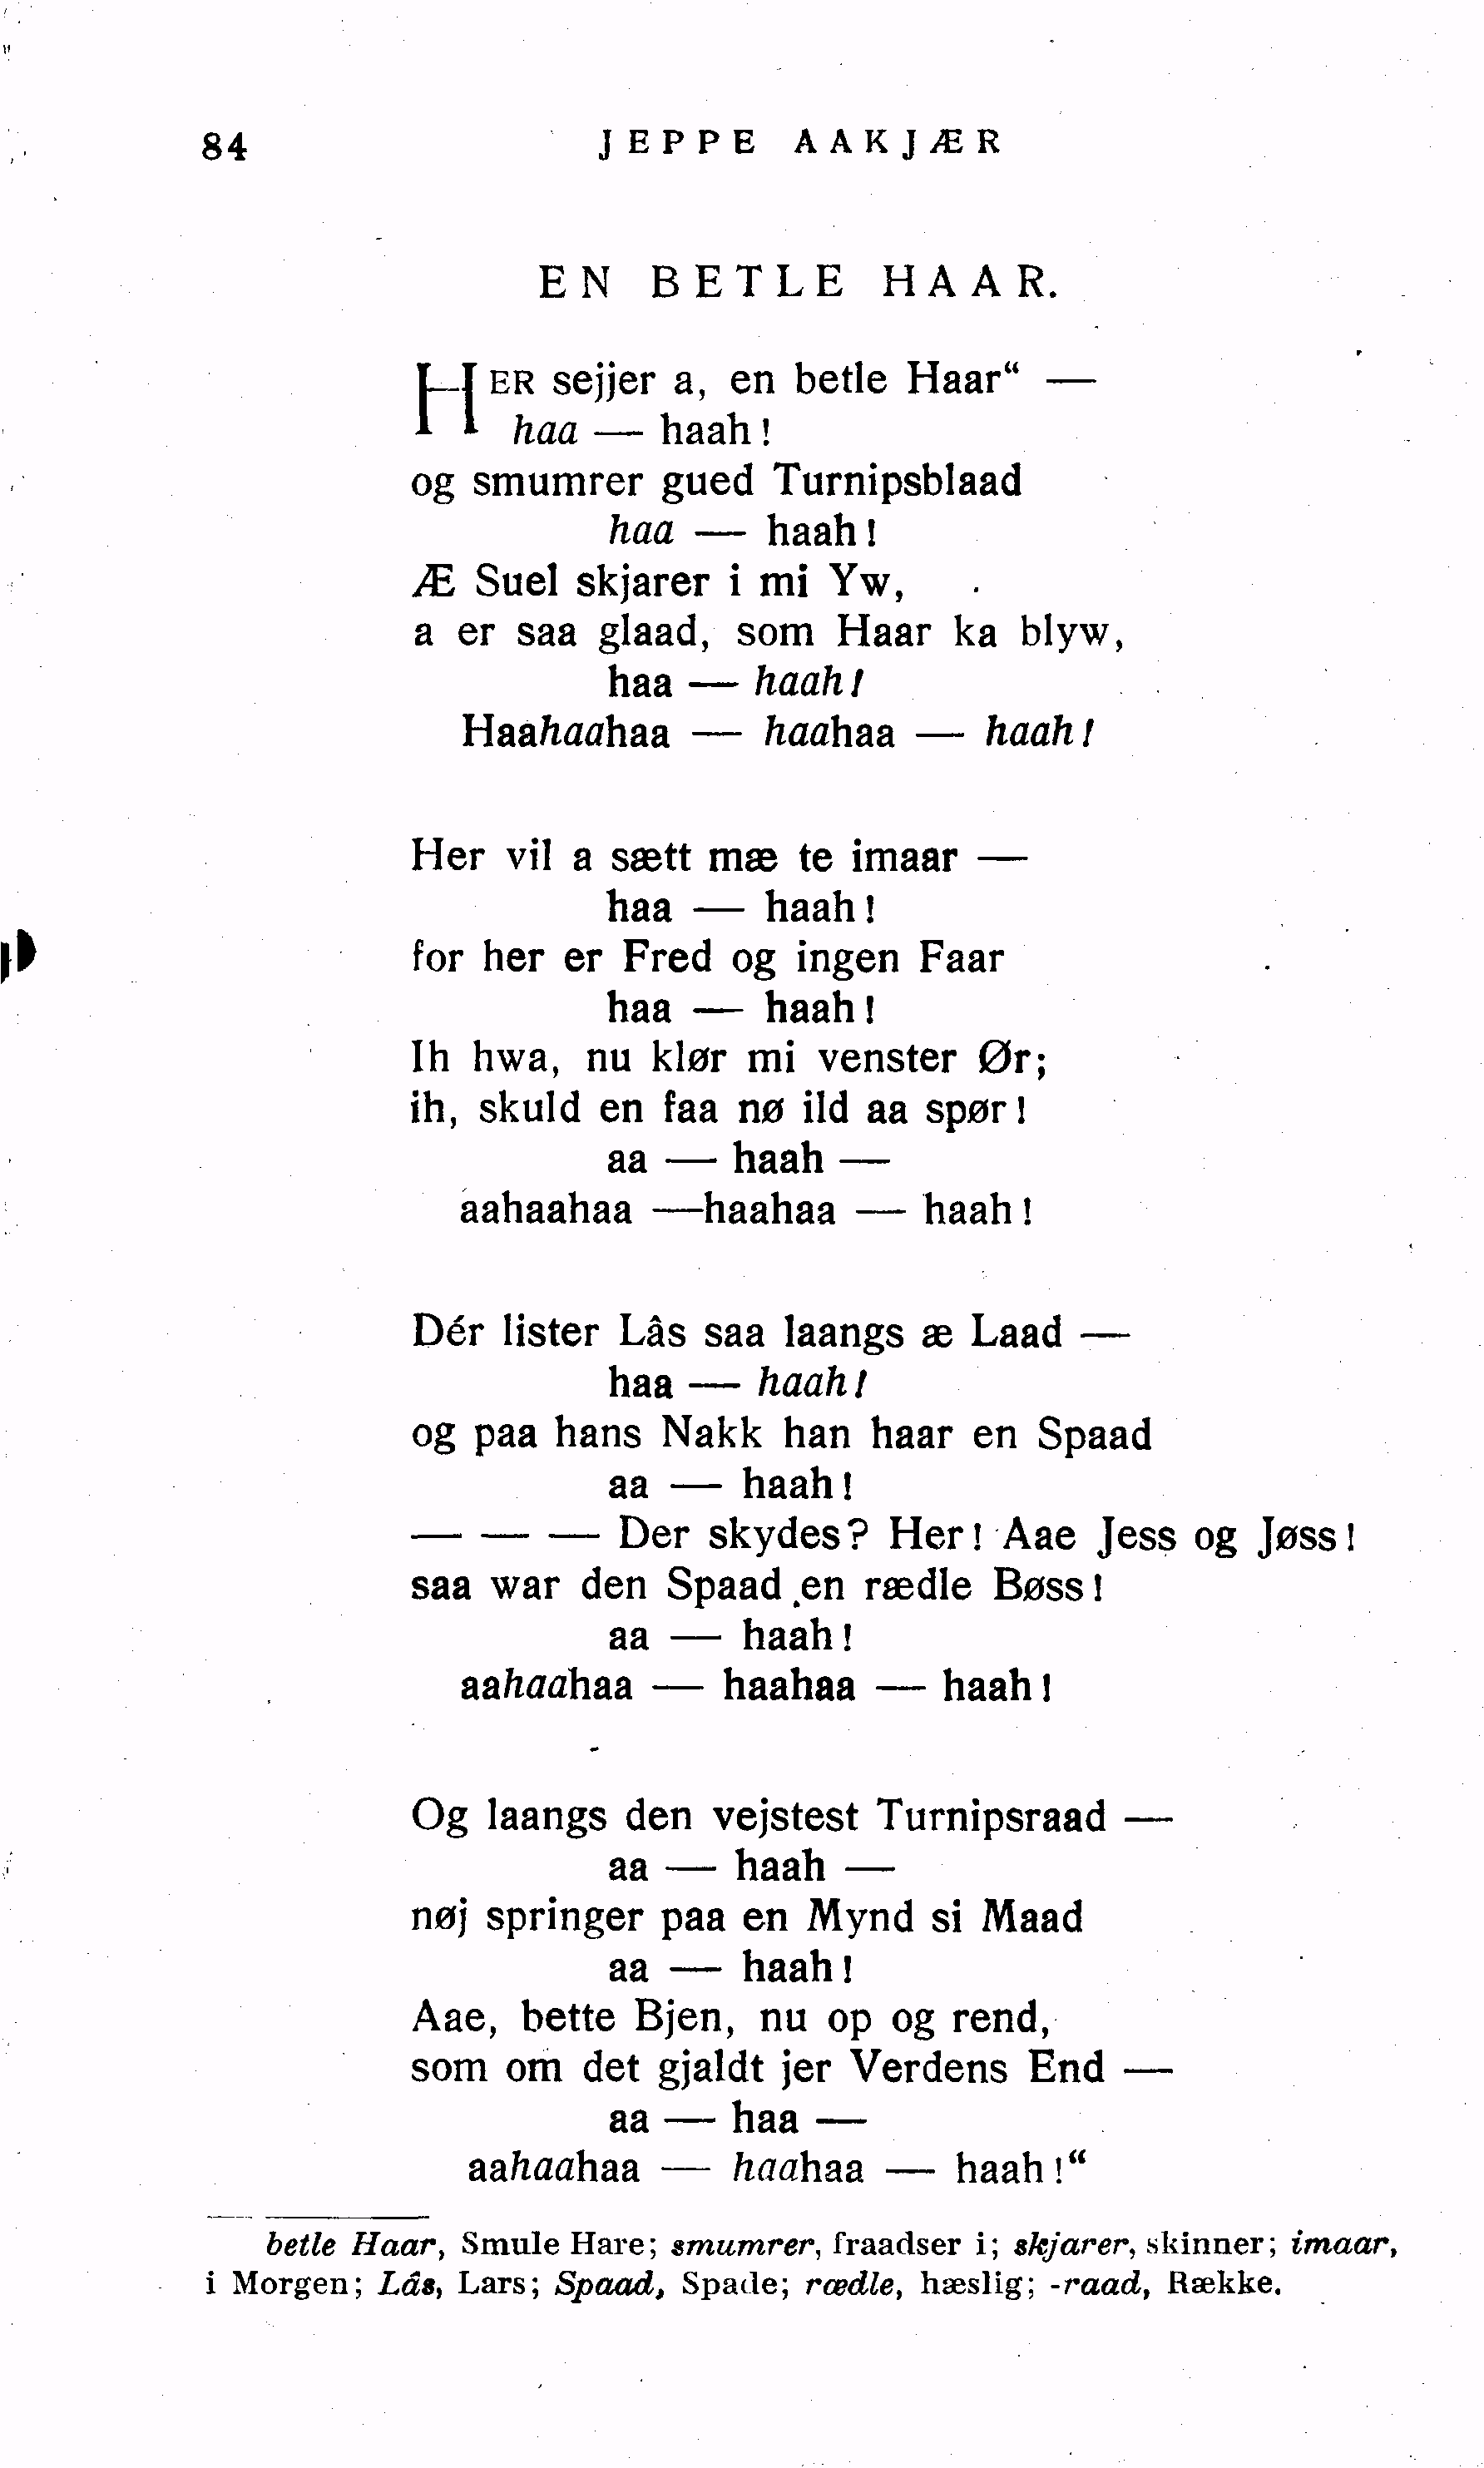 84 JEPPE AAKJÆR
EN BETLE HAAR.
HER sejjer a, en betle Haar“ —
haa — haah!
og smumrer gued Turnipsblaad
haa — haah!
Æ Suel skjarer i mi Yw,
a er saa glaad, som Haar ka blyw,
haa — haah!
Haahaahaa — haahaa — haah!
Her vil a sætt mæ te imaar —
haa — haah!
for her er Fred og ingen Faar
haa — haah!
Ih hwa, nu klør mi venster Ør;
ih, skuld en faa nø ild aa spør!
aa — haah —
aahaahaa —haahaa — haah!
Dér lister Lâs saa laangs æ Laad —
haa — haah!
og paa hans Nakk han haar en Spaad
aa — haah!
— — — Der skydes? Her! Aae Jess og Jøss!
saa war den Spaad en rædle Bøss!
aa — haah!
aahaahaa — haahaa — haah!
Og laangs den vejstest Turnipsraad —
aa — haah —
nøj springer paa en Mynd si Maad
aa — haah!
Aae, bette Bjen, nu op og rend,
som om det gjaldt jer Verdens End —
aa — haa —
aahaahaa — haahaa — haah!“
betle Haar, Smule Hare; smumrer, fraadser i; skjarer, skinner; imaar,
i Morgen; Lâs, Lars; Spaad, Spade; rædle, hæslig; -raad, Række.